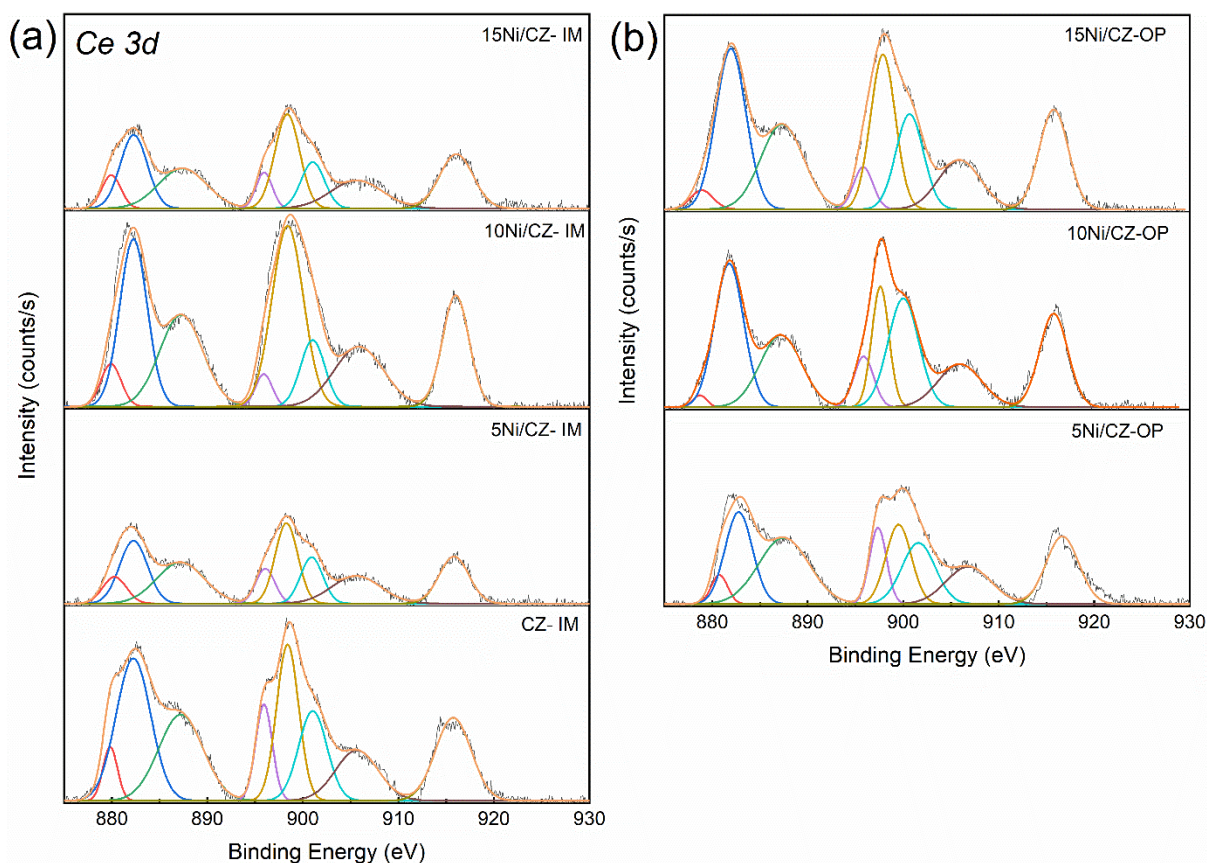 (a)
Ce 3d
15Ni/CZ- IM
10Ni/CZ- IM
5Ni/CZ- IM
CZ- IM
Intensity (counts/s)
880 890 900 910 920 930
Binding Energy (eV)
(b)
15Ni/CZ-OP
10Ni/CZ-OP
5Ni/CZ-OP
Intensity (counts/s)
880 890 900 910 920 930
Binding Energy (eV)